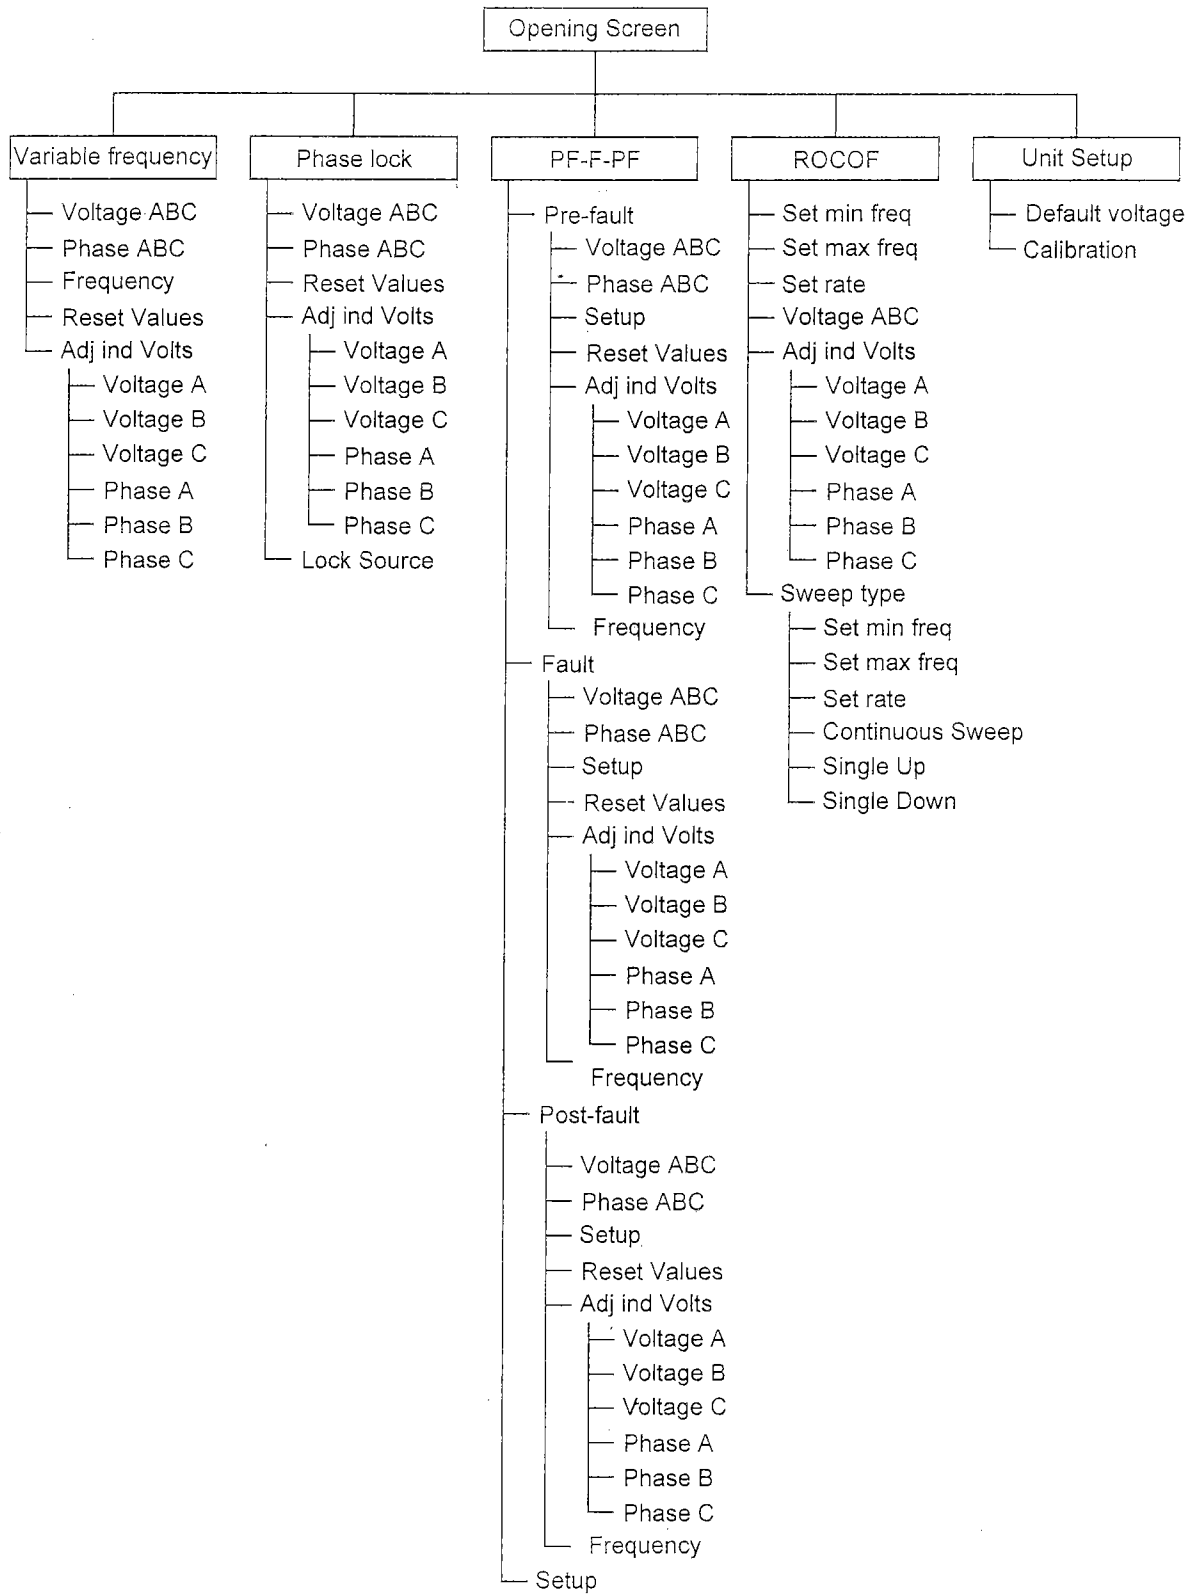 Opening Screen
Variable frequency
Voltage ABC
Phase ABC
Frequency
Reset Values
Adj ind Volts
Voltage A
Voltage B
Voltage C
Phase A
Phase B
Phase C
Phase lock
Voltage ABC
Phase ABC
Reset Values
Adj ind Volts
Voltage A
Voltage B
Voltage C
Phase A
Phase B
Phase C
Lock Source
PF-F-PF
Pre-fault
Voltage ABC
Phase ABC
Setup
Reset Values
Adj ind Volts
Voltage A
Voltage B
Voltage C
Phase A
Phase B
Phase C
Frequency
Fault
Voltage ABC
Phase ABC
Setup
Reset Values
Adj ind Volts
Voltage A
Voltage B
Voltage C
Phase A
Phase B
Phase C
Frequency
Post-fault
Voltage ABC
Phase ABC
Setup
Reset Values
Adj ind Volts
Voltage A
Voltage B
Voltage C
Phase A
Phase B
Phase C
Frequency
Setup
ROCOF
Set min freq
Set max freq
Set rate
Voltage ABC
Adj ind Volts
Voltage A
Voltage B
Voltage C
Phase A
Phase B
Phase C
Sweep type
Set min freq
Set max freq
Set rate
Continuous Sweep
Single Up
Single Down
Unit Setup
Default voltage
Calibration